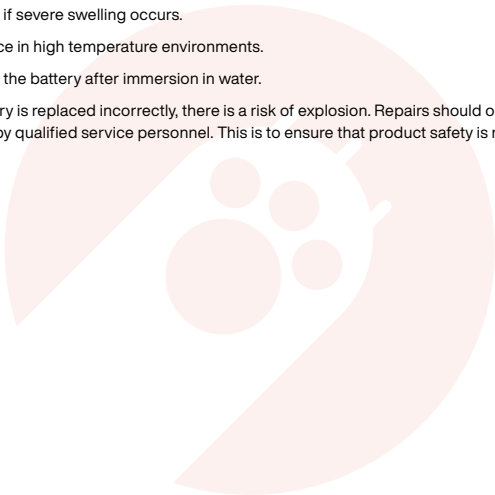 if severe swelling occurs.
ce in high temperature environments.
the battery after immersion in water.
ry is replaced incorrectly, there is a risk of explosion. Repairs should o
by qualified service personnel. This is to ensure that product safety is